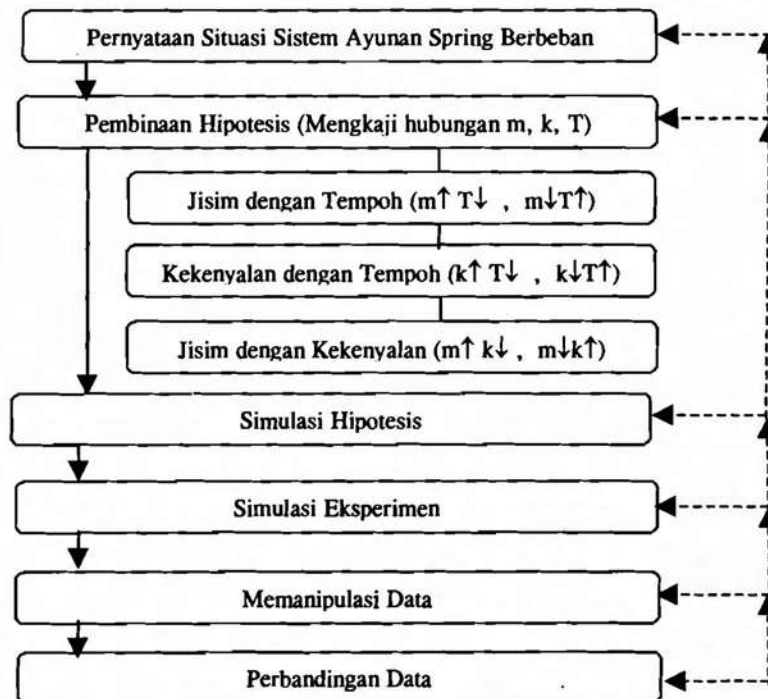 Pernyataan Situasi Sistem Ayunan Spring Berbeban
Pembinaan Hipotesis (Mengkaji hubungan m, k, T)
Jisim dengan Tempoh (m↑ T↓ , m↓T↑)
Kekenyalan dengan Tempoh (k↑ T↓ , k↓T↑)
Jisim dengan Kekenyalan (m↑ k↓ , m↓k↑)
Simulasi Hipotesis
Simulasi Eksperimen
Memanipulasi Data
Perbandingan Data